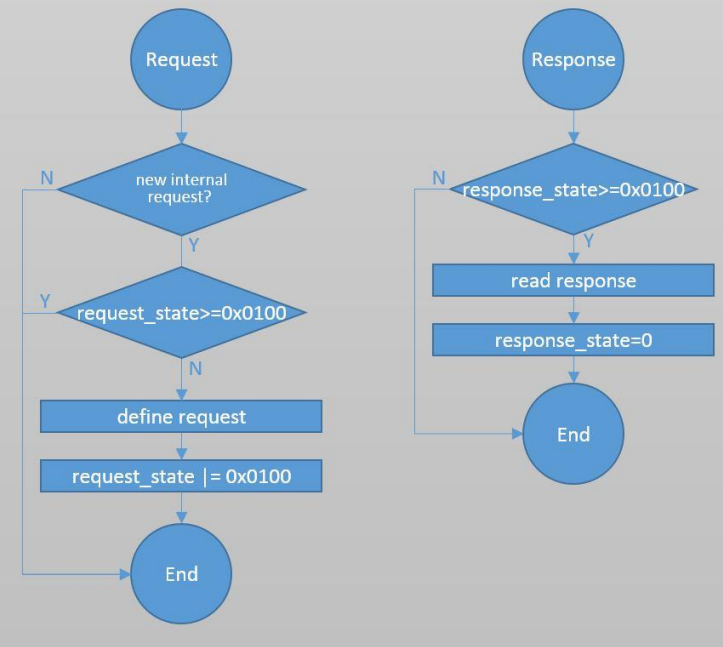 Request
new internal
request?
N
Y
request_state>=0x0100
Y
N
define request
request_state |= 0x0100
End
Response
response_state>=0x0100
N
Y
read response
response_state=0
End